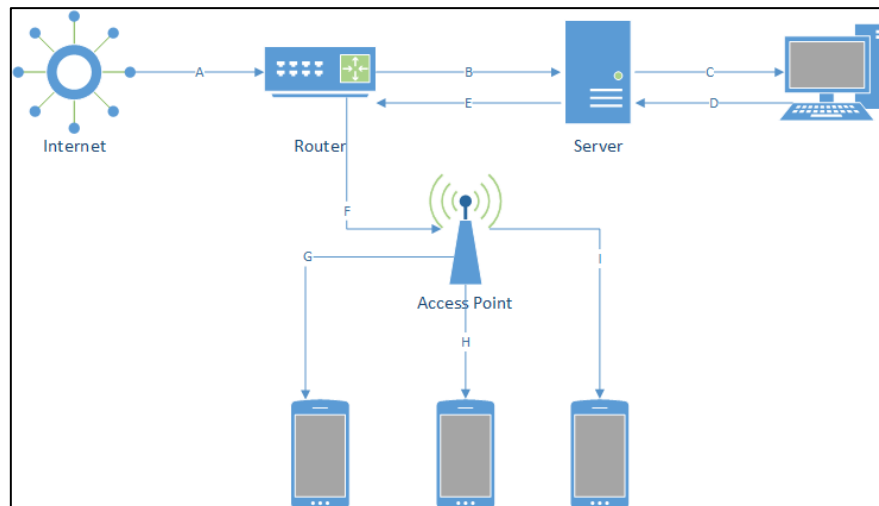 A
B
C
E
D
Internet
Router
Server
F
G
I
Access Point
H